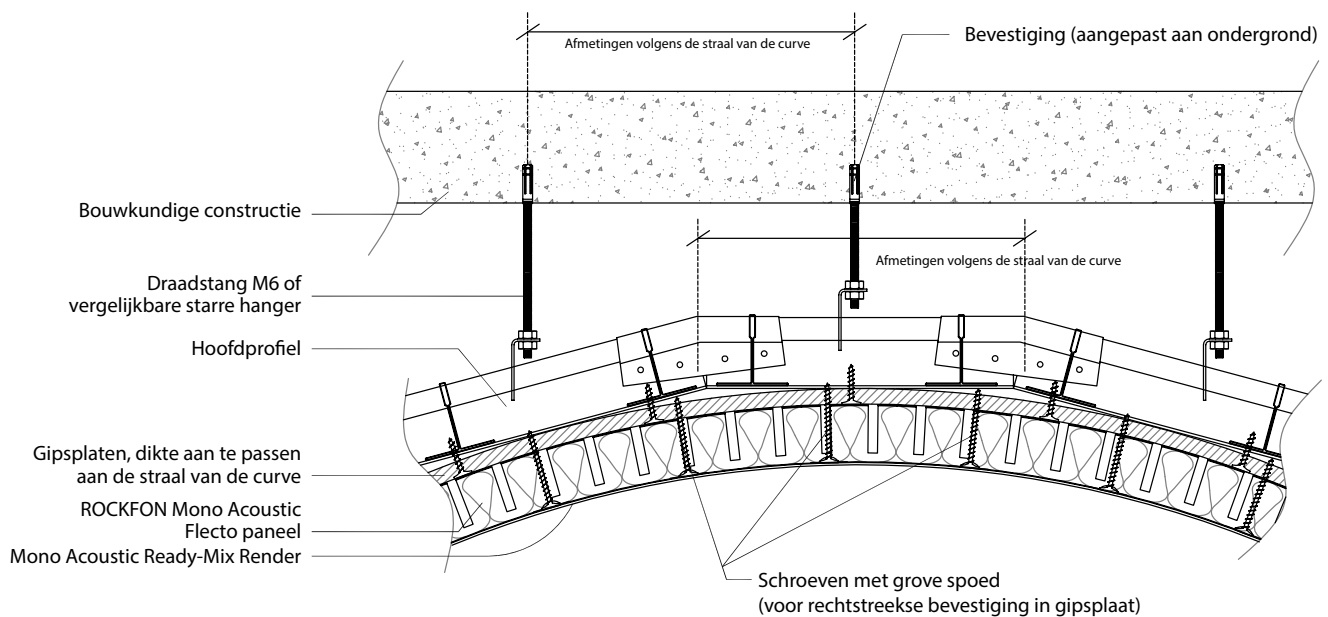 Afmetingen volgens de straal van de curve
Bevestiging (aangepast aan ondergrond)
Bouwkundige constructie
Afmetingen volgens de straal van de curve
Draadstang M6 of
vergelijkbare starre hanger
Hoofdprofiel
Gipsplaten, dikte aan te passen
aan de straal van de curve
ROCKFON Mono Acoustic
Flecto paneel
Mono Acoustic Ready-Mix Render
Schroeven met grove spoed
(voor rechtstreekse bevestiging in gipsplaat)